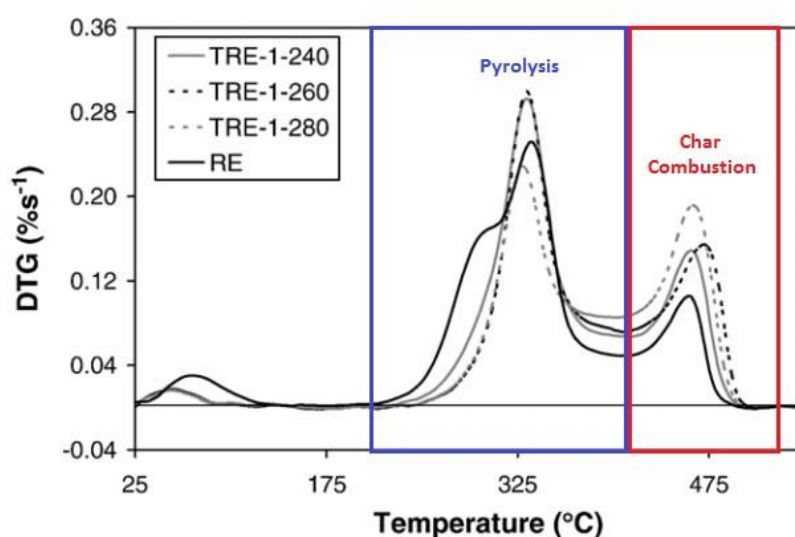 0.36
0.28
0.20
0.12
0.04
-0.04
DTG (%s⁻¹)
TRE-1-240
TRE-1-260
TRE-1-280
RE
Pyrolysis
Char
Combustion
25
175
325
475
Temperature (°C)